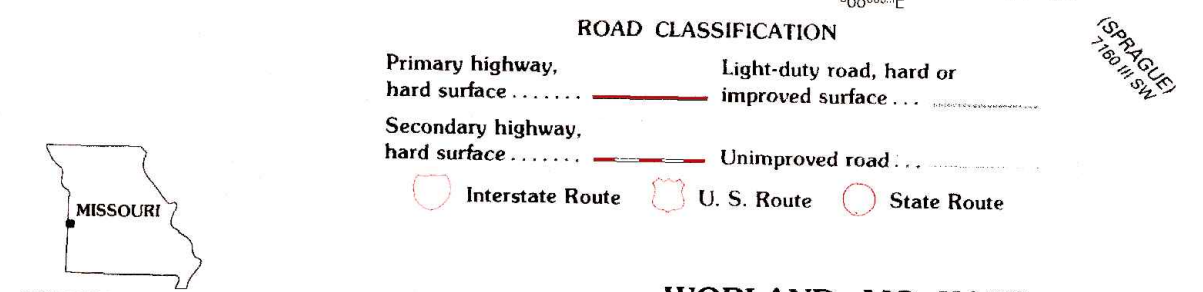 ROAD CLASSIFICATION
Primary highway,
hard surface .......
Light-duty road, hard or
improved surface ...
Secondary highway,
hard surface .......
Unimproved road ...
Interstate Route
U. S. Route
State Route
(SPRAGUE)
7160 III SW
MISSOURI